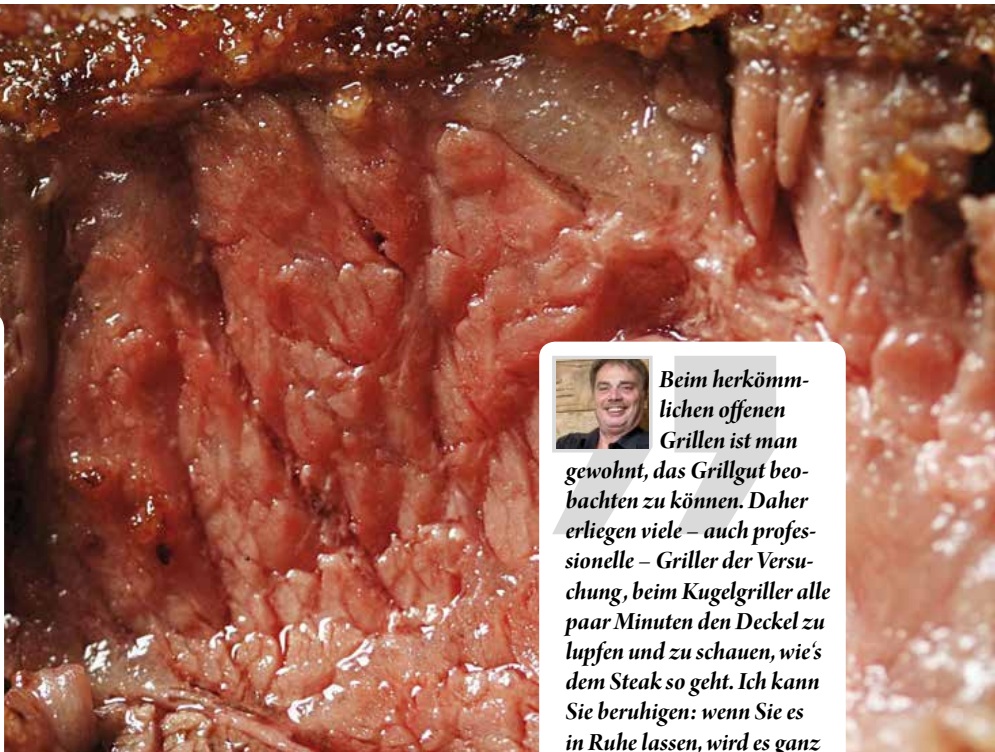 Beim herkömm-
lichen offenen
Grillen ist man
gewohnt, das Grillgut beo-
bachten zu können. Daher
erliegen viele – auch profes-
sionelle – Griller der Versu-
chung, beim Kugelgriller alle
paar Minuten den Deckel zu
lupfen und zu schauen, wie's
dem Steak so geht. Ich kann
Sie beruhigen: wenn Sie es
in Ruhe lassen, wird es ganz